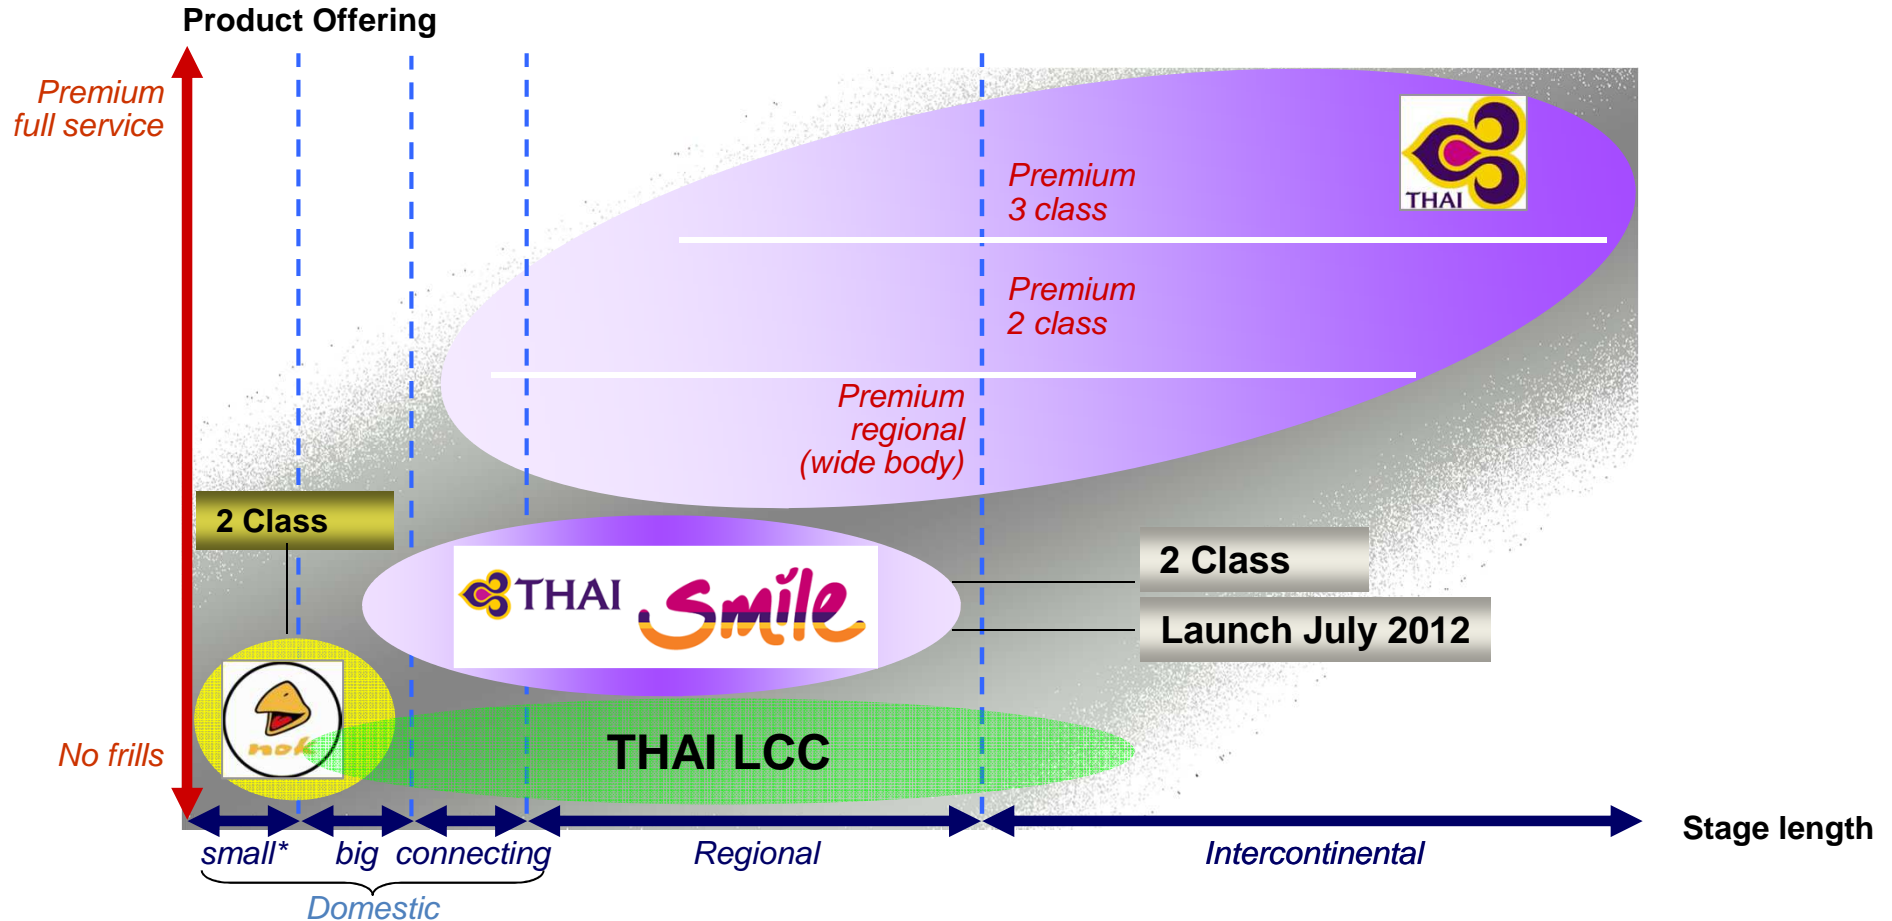 Product Offering
Premium
full service
THAI
Premium
3 class
Premium
2 class
Premium
regional
(wide body)
2 Class
2 Class
THAI Smile
Launch July 2012
nok
THAI LCC
No frills
small* big connecting Regional Intercontinental
Stage length
Domestic